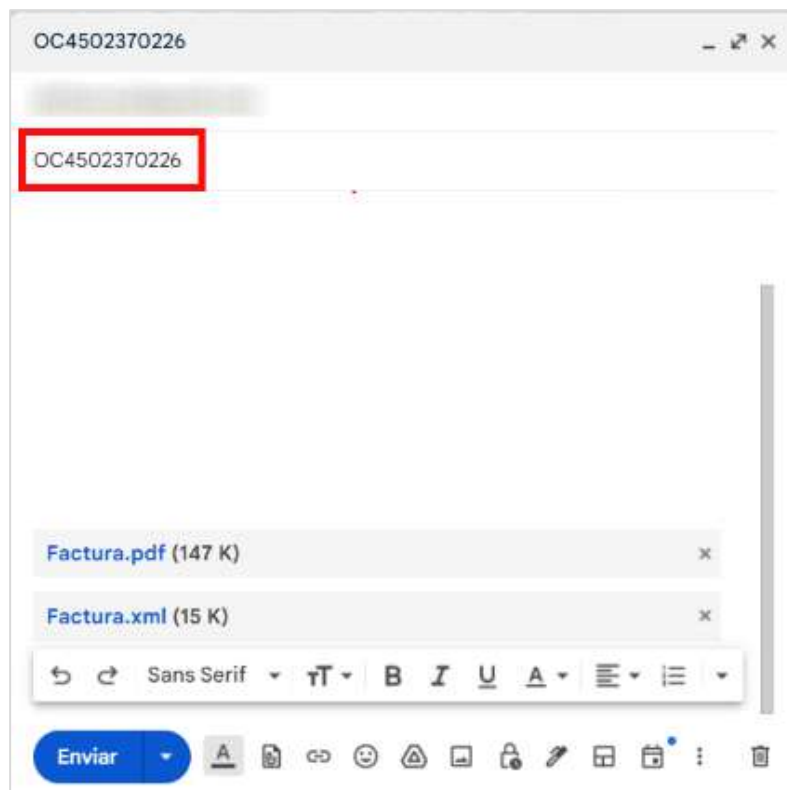 OC4502370226
OC4502370226
Factura.pdf (147 K)
Factura.xml (15 K)
Sans Serif
Enviar